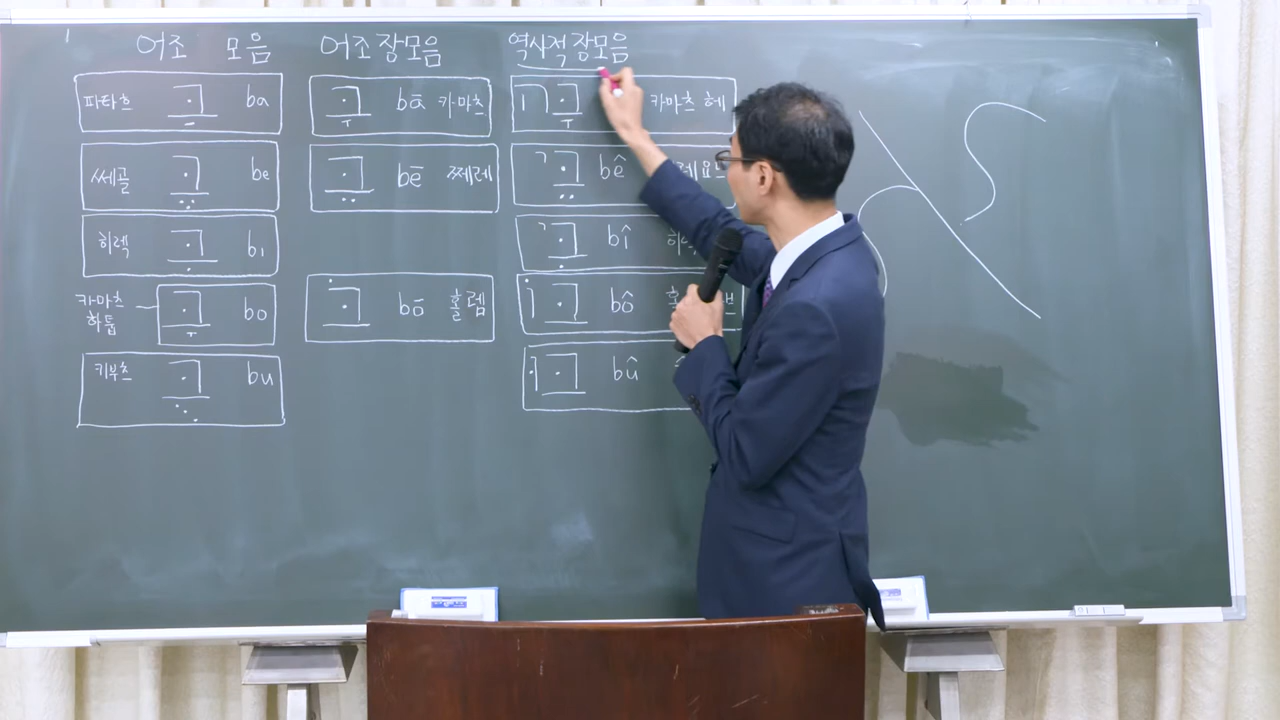 어조 모음
파타흐 בַּ ba
쎄골 בֶּ be
히렉 בִּ bi
카마츠 하툽 בָּ bo
키부츠 בֻּ bu
어조 장모음
בָּ bā 카마츠
בֵּ bē 쩨레
בֹּ bō 홀렘
역사적 장모음
בָּה 카마츠 헤
בֵּי bê
בִּי bî
בּוֹ bô
בּוּ bû